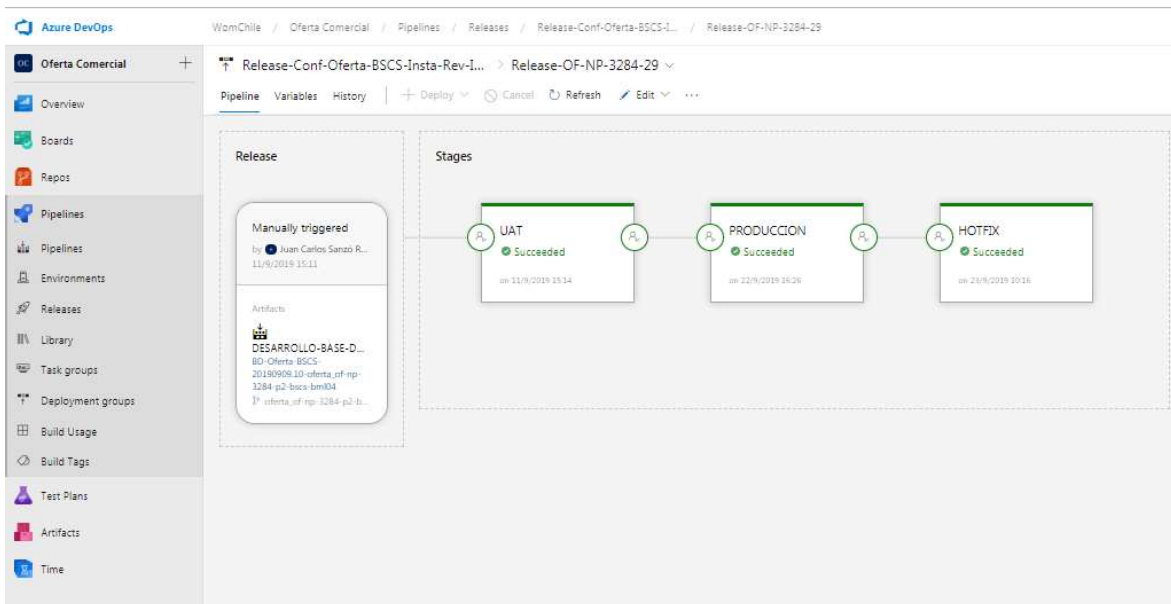 Azure DevOps
WomChile / Oferta Comercial / Pipelines / Releases / Release-Conf-Oferta-BSCS-I... / Release-OF-NP-3284-29
OC Oferta Comercial +
Release-Conf-Oferta-BSCS-Insta-Rev-I... > Release-OF-NP-3284-29
Pipeline Variables History + Deploy Cancel Refresh Edit ...
Overview
Boards
Repos
Pipelines
Pipelines
Environments
Releases
Library
Task groups
Deployment groups
Build Usage
Build Tags
Test Plans
Artifacts
Time
Release
Manually triggered
by Juan Carlos Sanzó R...
11/9/2019 15:11
Artifacts
DESARROLLO-BASE-D...
BD-Oferta-BSCS-
20190909.10-oferta_of-np-
3284-p2-bscs-bml04
oferta_of-np-3284-p2-b...
Stages
UAT
Succeeded
on 11/9/2019 15:14
PRODUCCION
Succeeded
on 22/9/2019 16:26
HOTFIX
Succeeded
on 23/9/2019 10:16